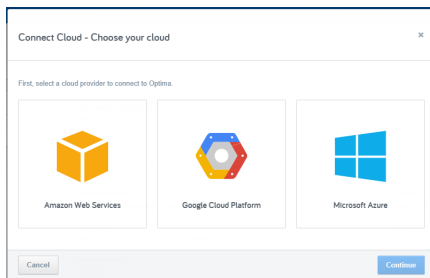 Connect Cloud - Choose your cloud
First, select a cloud provider to connect to Optima.
Amazon Web Services
Google Cloud Platform
Microsoft Azure
Cancel
Continue